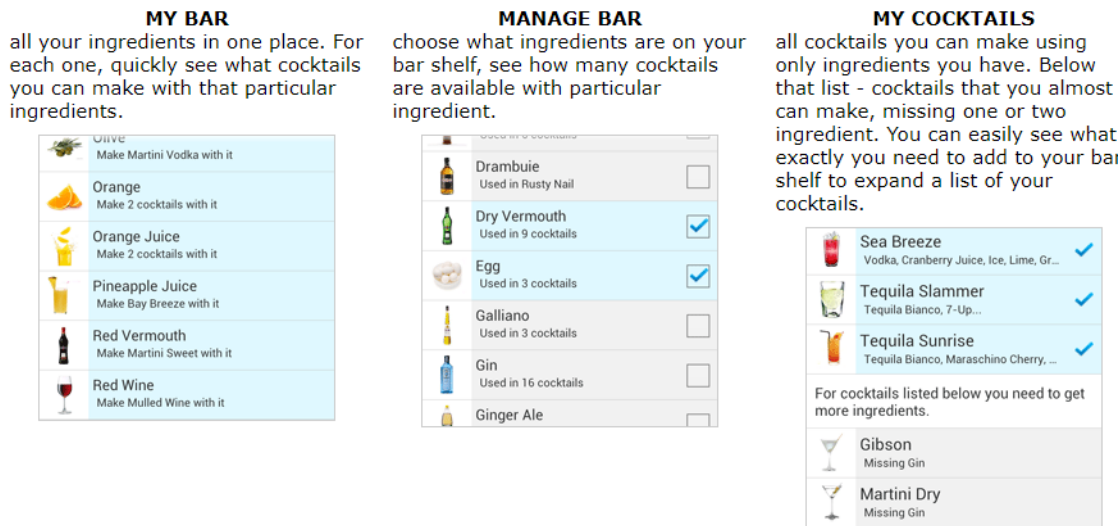 MY BAR
all your ingredients in one place. For
each one, quickly see what cocktails
you can make with that particular
ingredients.
Olive
Make Martini Vodka with it
Orange
Make 2 cocktails with it
Orange Juice
Make 2 cocktails with it
Pineapple Juice
Make Bay Breeze with it
Red Vermouth
Make Martini Sweet with it
Red Wine
Make Mulled Wine with it
MANAGE BAR
choose what ingredients are on your
bar shelf, see how many cocktails
are available with particular
ingredient.
Drambuie
Used in Rusty Nail
Dry Vermouth
Used in 9 cocktails
Egg
Used in 3 cocktails
Galliano
Used in 3 cocktails
Gin
Used in 16 cocktails
Ginger Ale
MY COCKTAILS
all cocktails you can make using
only ingredients you have. Below
that list - cocktails that you almost
can make, missing one or two
ingredient. You can easily see what
exactly you need to add to your bar
shelf to expand a list of your
cocktails.
Sea Breeze
Vodka, Cranberry Juice, Ice, Lime, Gr...
Tequila Slammer
Tequila Bianco, 7-Up...
Tequila Sunrise
Tequila Bianco, Maraschino Cherry, ...
For cocktails listed below you need to get
more ingredients.
Gibson
Missing Gin
Martini Dry
Missing Gin